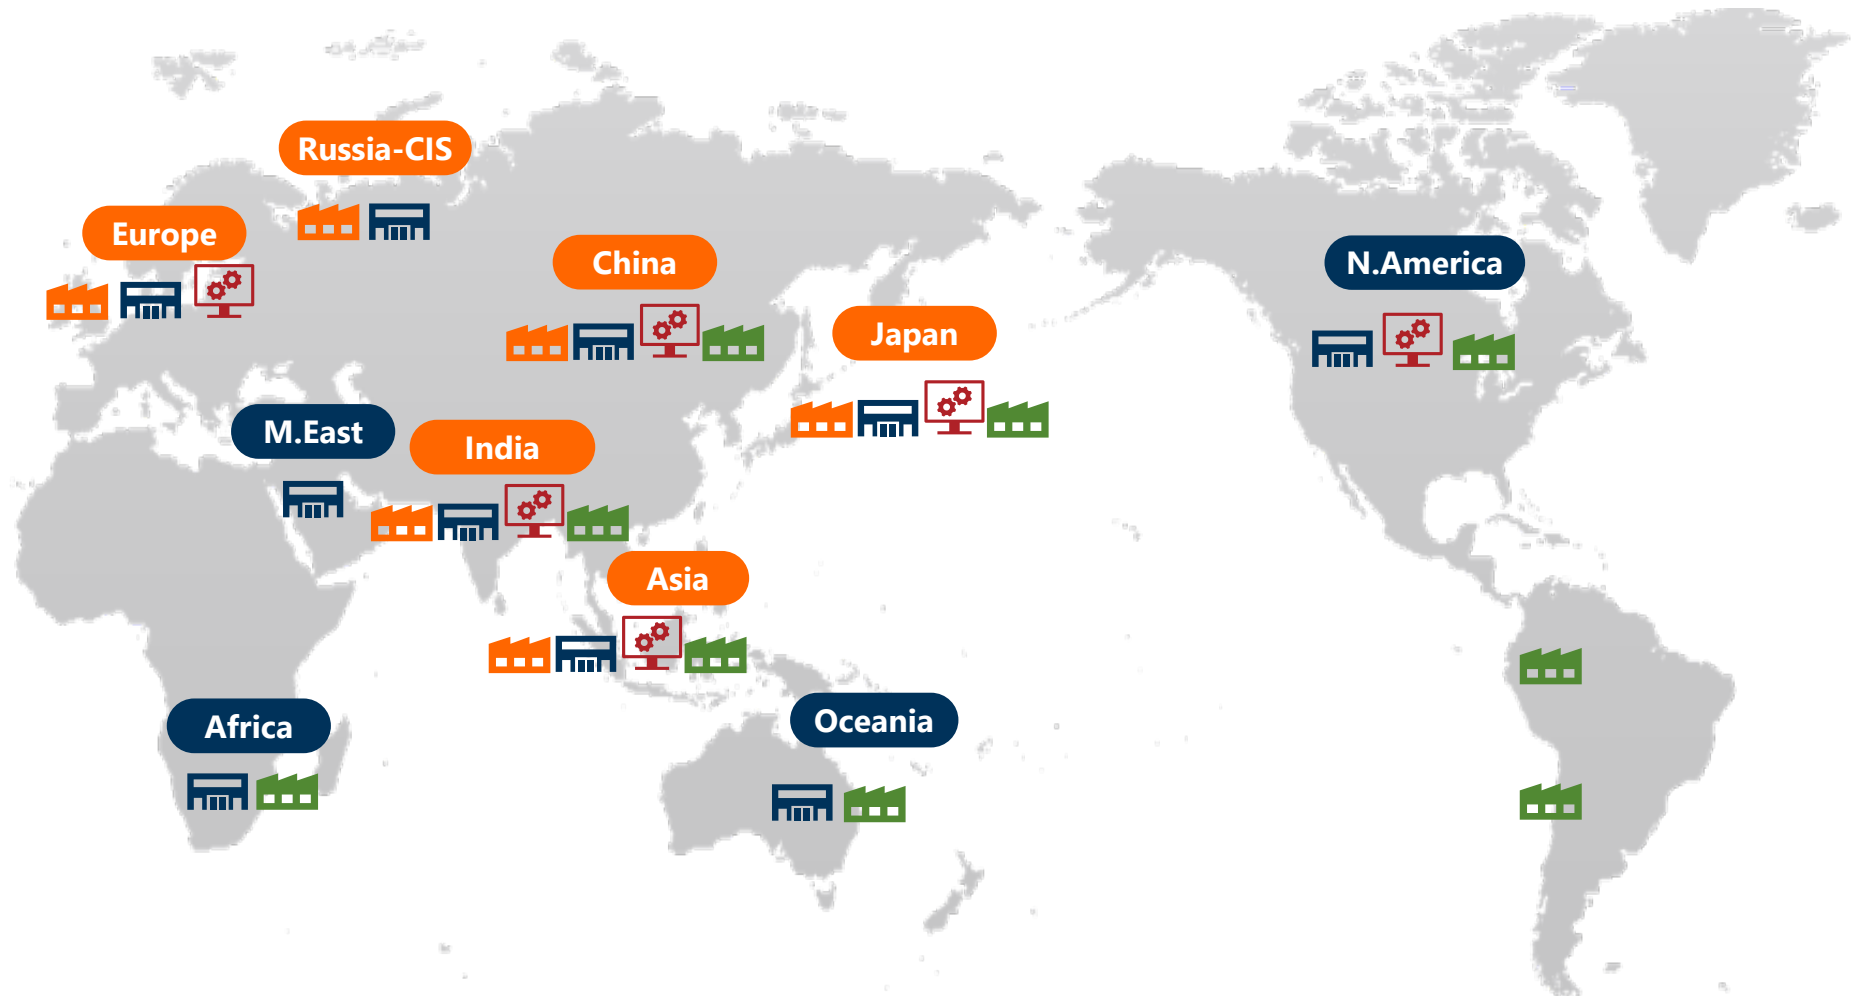 Russia-CIS
Europe
China
N.America
Japan
M.East
India
Asia
Oceania
Africa